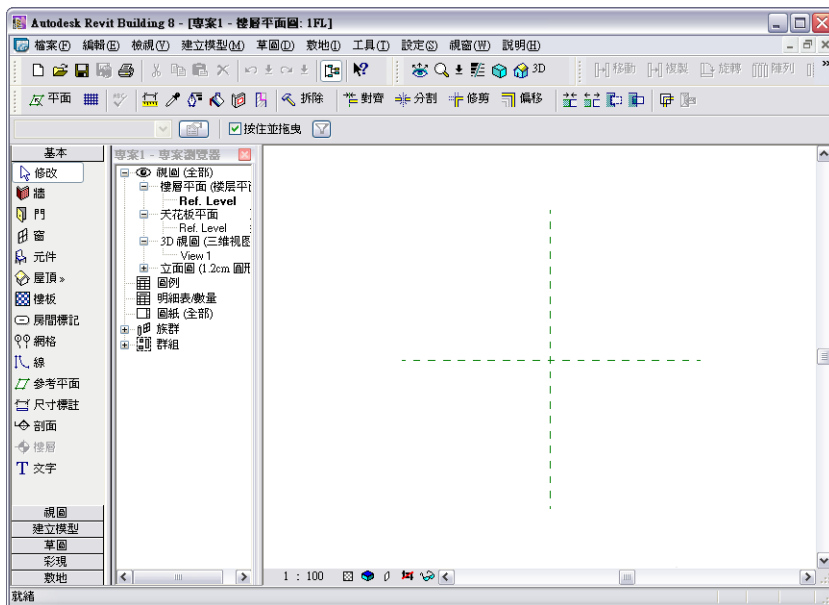 Autodesk Revit Building 8 - [專案1 - 樓層平面圖: 1FL]
檔案(F) 編輯(E) 檢視(V) 建立模型(M) 草圖(D) 敷地(I) 工具(T) 設定(S) 視窗(W) 說明(H)
3D 移動 複製 旋轉 陣列
平面 拆除 對齊 分割 修剪 偏移
按住並拖曳
基本
修改
牆
門
窗
元件
屋頂 »
樓板
房間標記
網格
線
參考平面
尺寸標註
剖面
樓層
T 文字
視圖
建立模型
草圖
彩現
敷地
專案1 - 專案瀏覽器
視圖 (全部)
樓層平面 (楼层平
Ref. Level
天花板平面
Ref. Level
3D 視圖 (三維视图
View 1
立面圖 (1.2cm 圓形
圖例
明細表/數量
圖紙 (全部)
族群
群組
1 : 100
就緒